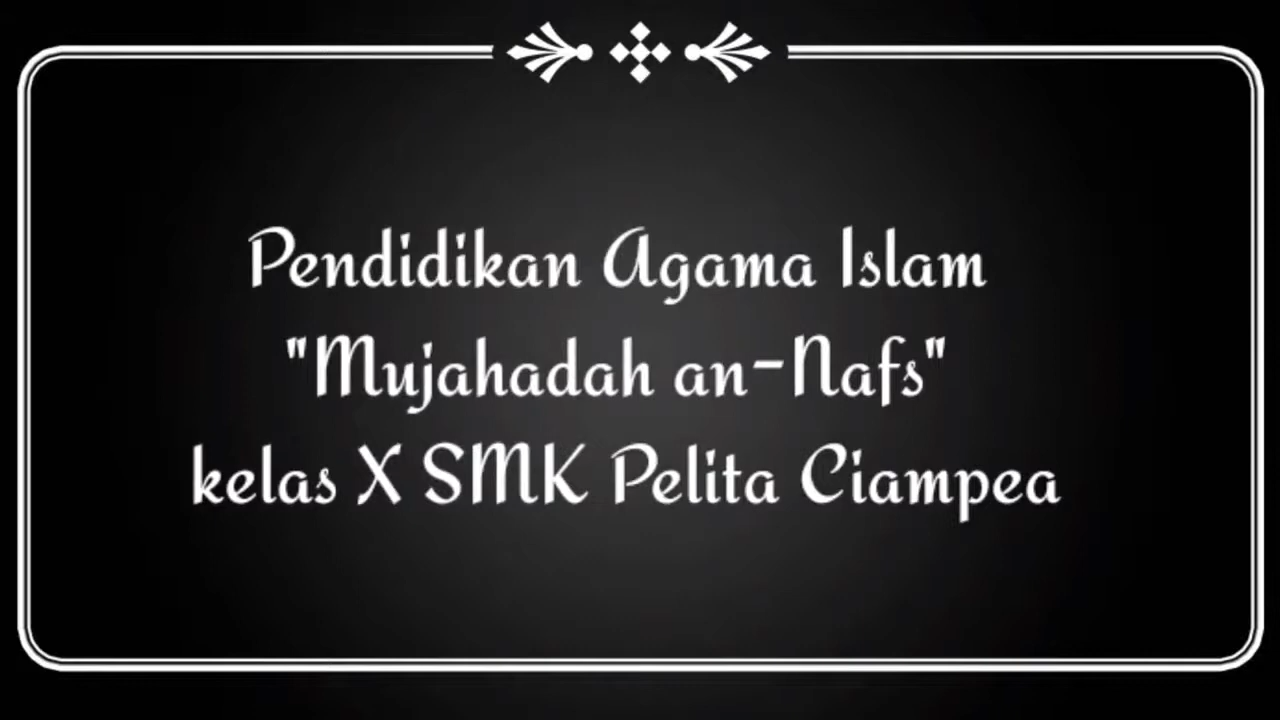 Pendidikan Agama Islam
"Mujahadah an-Nafs"
kelas X SMK Pelita Ciampea